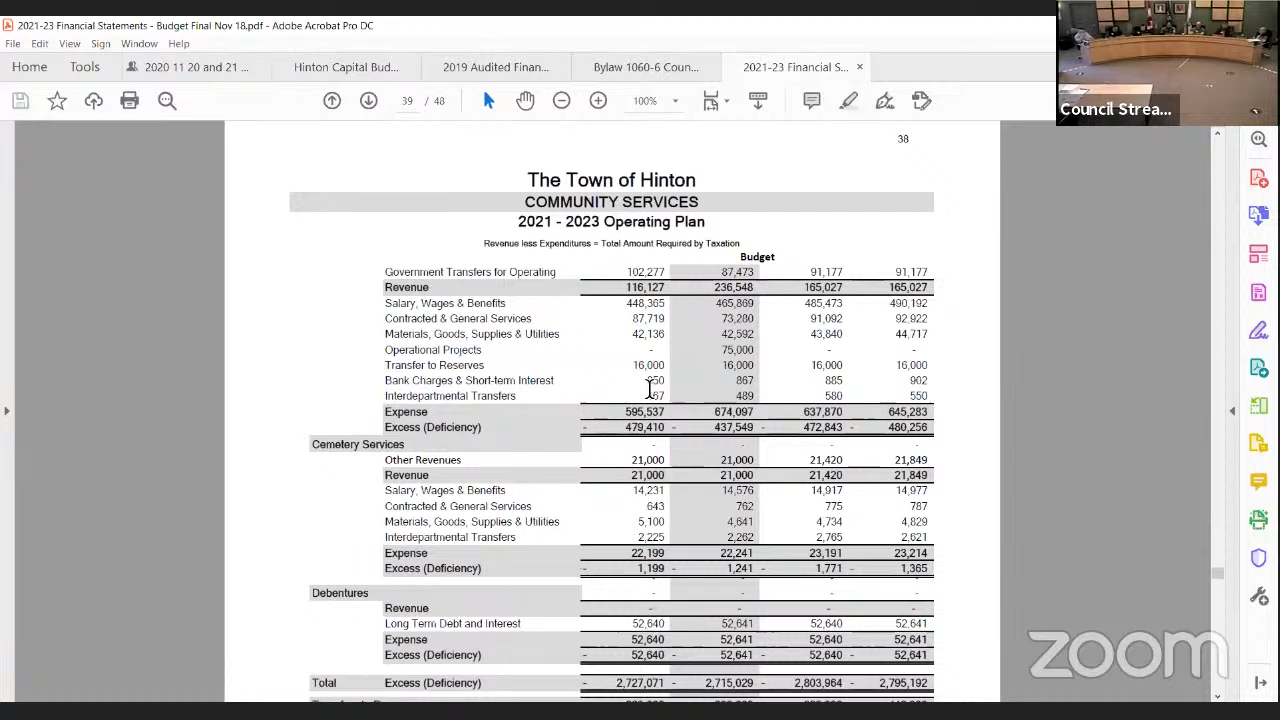 2021-23 Financial Statements - Budget Final Nov 18.pdf - Adobe Acrobat Pro DC
File Edit View Sign Window Help
Home Tools 2020 11 20 and 21 ... Hinton Capital Bud... 2019 Audited Finan... Bylaw 1060-6 Coun... 2021-23 Financial S... ×
39 / 48 100%
Council Strea...
38
The Town of Hinton
COMMUNITY SERVICES
2021 - 2023 Operating Plan
Revenue less Expenditures = Total Amount Required by Taxation
Budget
Government Transfers for Operating 102,277 87,473 91,177 91,177
Revenue 116,127 236,548 165,027 165,027
Salary, Wages & Benefits 448,365 465,869 485,473 490,192
Contracted & General Services 87,719 73,280 91,092 92,922
Materials, Goods, Supplies & Utilities 42,136 42,592 43,840 44,717
Operational Projects - 75,000 - -
Transfer to Reserves 16,000 16,000 16,000 16,000
Bank Charges & Short-term Interest 867 885 902
Interdepartmental Transfers 489 580 550
Expense 595,537 674,097 637,870 645,283
Excess (Deficiency) - 479,410 - 437,549 - 472,843 - 480,256
Cemetery Services - - - -
Other Revenues 21,000 21,000 21,420 21,849
Revenue 21,000 21,000 21,420 21,849
Salary, Wages & Benefits 14,231 14,576 14,917 14,977
Contracted & General Services 643 762 775 787
Materials, Goods, Supplies & Utilities 5,100 4,641 4,734 4,829
Interdepartmental Transfers 2,225 2,262 2,765 2,621
Expense 22,199 22,241 23,191 23,214
Excess (Deficiency) - 1,199 - 1,241 - 1,771 - 1,365
Debentures - - - -
Revenue - - - -
Long Term Debt and Interest 52,640 52,641 52,640 52,641
Expense 52,640 52,641 52,640 52,641
Excess (Deficiency) - 52,640 - 52,641 - 52,640 - 52,641
Total Excess (Deficiency) - 2,727,071 - 2,715,029 - 2,803,964 - 2,795,192
zoom